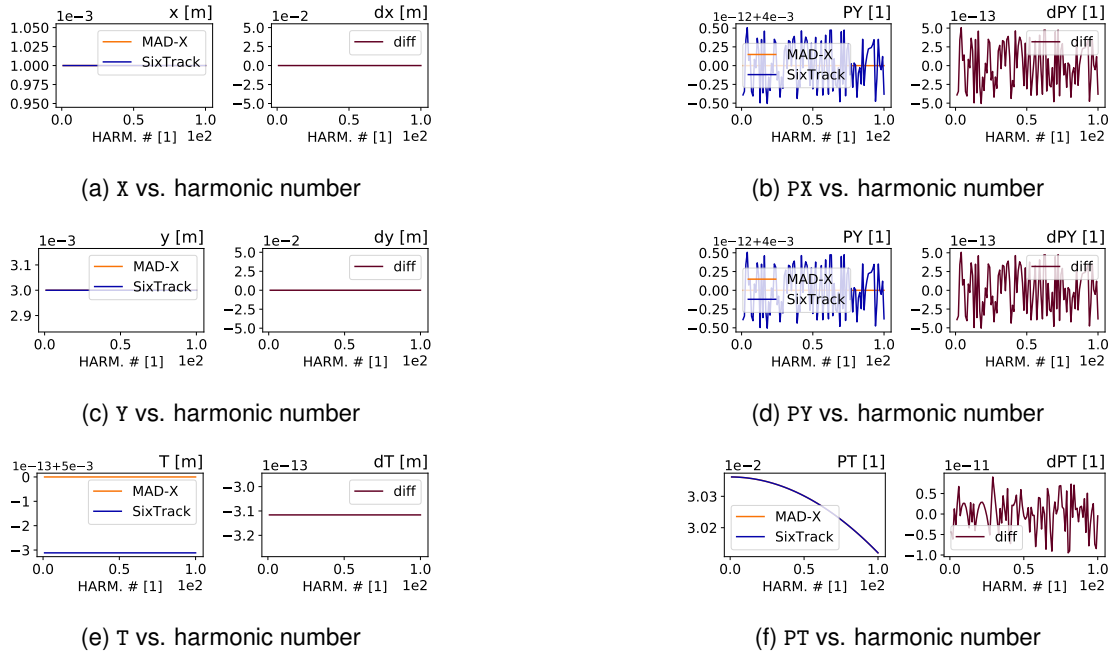 1e−3 x [m]
1.050
1.025
1.000
0.975
0.950
MAD-X
SixTrack
0.0 0.5 1.0
HARM. # [1] 1e2
1e−2 dx [m]
5.0
2.5
0.0
−2.5
−5.0
diff
0.0 0.5 1.0
HARM. # [1] 1e2
1e−12+4e−3 PY [1]
0.50
0.25
0.00
−0.25
−0.50
MAD-X
SixTrack
0.0 0.5 1.0
HARM. # [1] 1e2
1e−13 dPY [1]
5.0
2.5
0.0
−2.5
−5.0
diff
0.0 0.5 1.0
HARM. # [1] 1e2
(a) X vs. harmonic number
(b) PX vs. harmonic number
1e−3 y [m]
3.1
3.0
2.9
MAD-X
SixTrack
0.0 0.5 1.0
HARM. # [1] 1e2
1e−2 dy [m]
5.0
2.5
0.0
−2.5
−5.0
diff
0.0 0.5 1.0
HARM. # [1] 1e2
1e−12+4e−3 PY [1]
0.50
0.25
0.00
−0.25
−0.50
MAD-X
SixTrack
0.0 0.5 1.0
HARM. # [1] 1e2
1e−13 dPY [1]
5.0
2.5
0.0
−2.5
−5.0
diff
0.0 0.5 1.0
HARM. # [1] 1e2
(c) Y vs. harmonic number
(d) PY vs. harmonic number
1e−13+5e−3 T [m]
0
−1
−2
−3
MAD-X
SixTrack
0.0 0.5 1.0
HARM. # [1] 1e2
1e−13 dT [m]
−3.0
−3.1
−3.2
diff
0.0 0.5 1.0
HARM. # [1] 1e2
1e−2 PT [1]
3.03
3.02
MAD-X
SixTrack
0.0 0.5 1.0
HARM. # [1] 1e2
1e−11 dPT [1]
0.5
0.0
−0.5
−1.0
diff
0.0 0.5 1.0
HARM. # [1] 1e2
(e) T vs. harmonic number
(f) PT vs. harmonic number